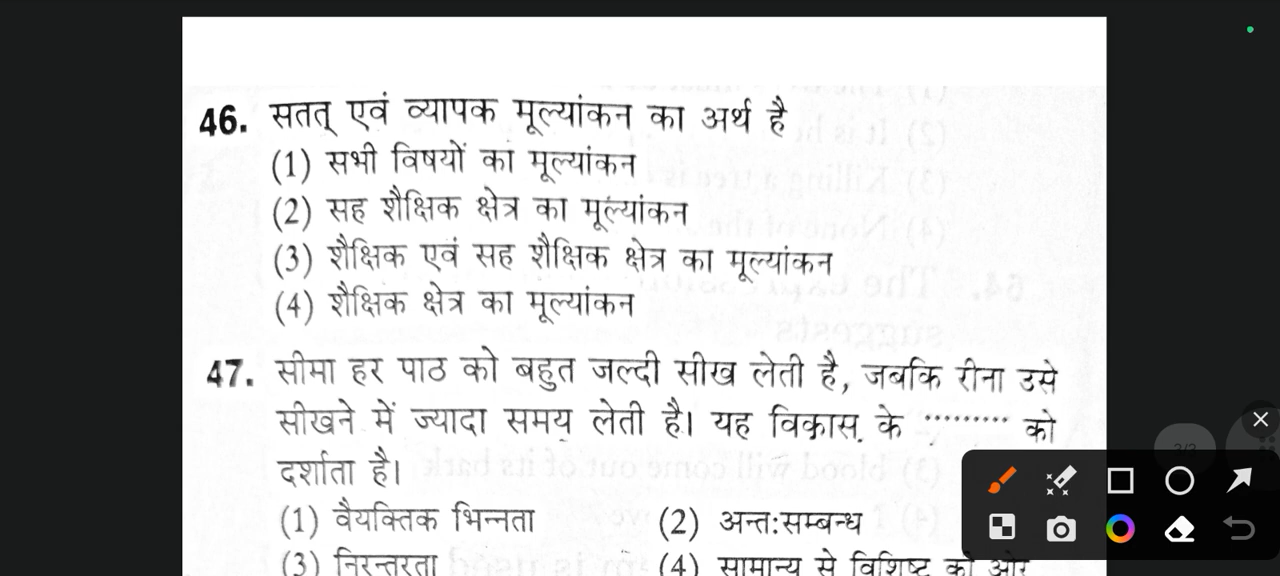 46. सतत् एवं व्यापक मूल्यांकन का अर्थ है
(1) सभी विषयों का मूल्यांकन
(2) सह शैक्षिक क्षेत्र का मूल्यांकन
(3) शैक्षिक एवं सह शैक्षिक क्षेत्र का मूल्यांकन
(4) शैक्षिक क्षेत्र का मूल्यांकन
47. सीमा हर पाठ को बहुत जल्दी सीख लेती है, जबकि रीना उसे
सीखने में ज्यादा समय लेती है। यह विकास के ......... को
दर्शाता है।
(1) वैयक्तिक भिन्नता (2) अन्त:सम्बन्ध
(3) निरन्तरता (4) सामान्य से विशिष्ट की ओर